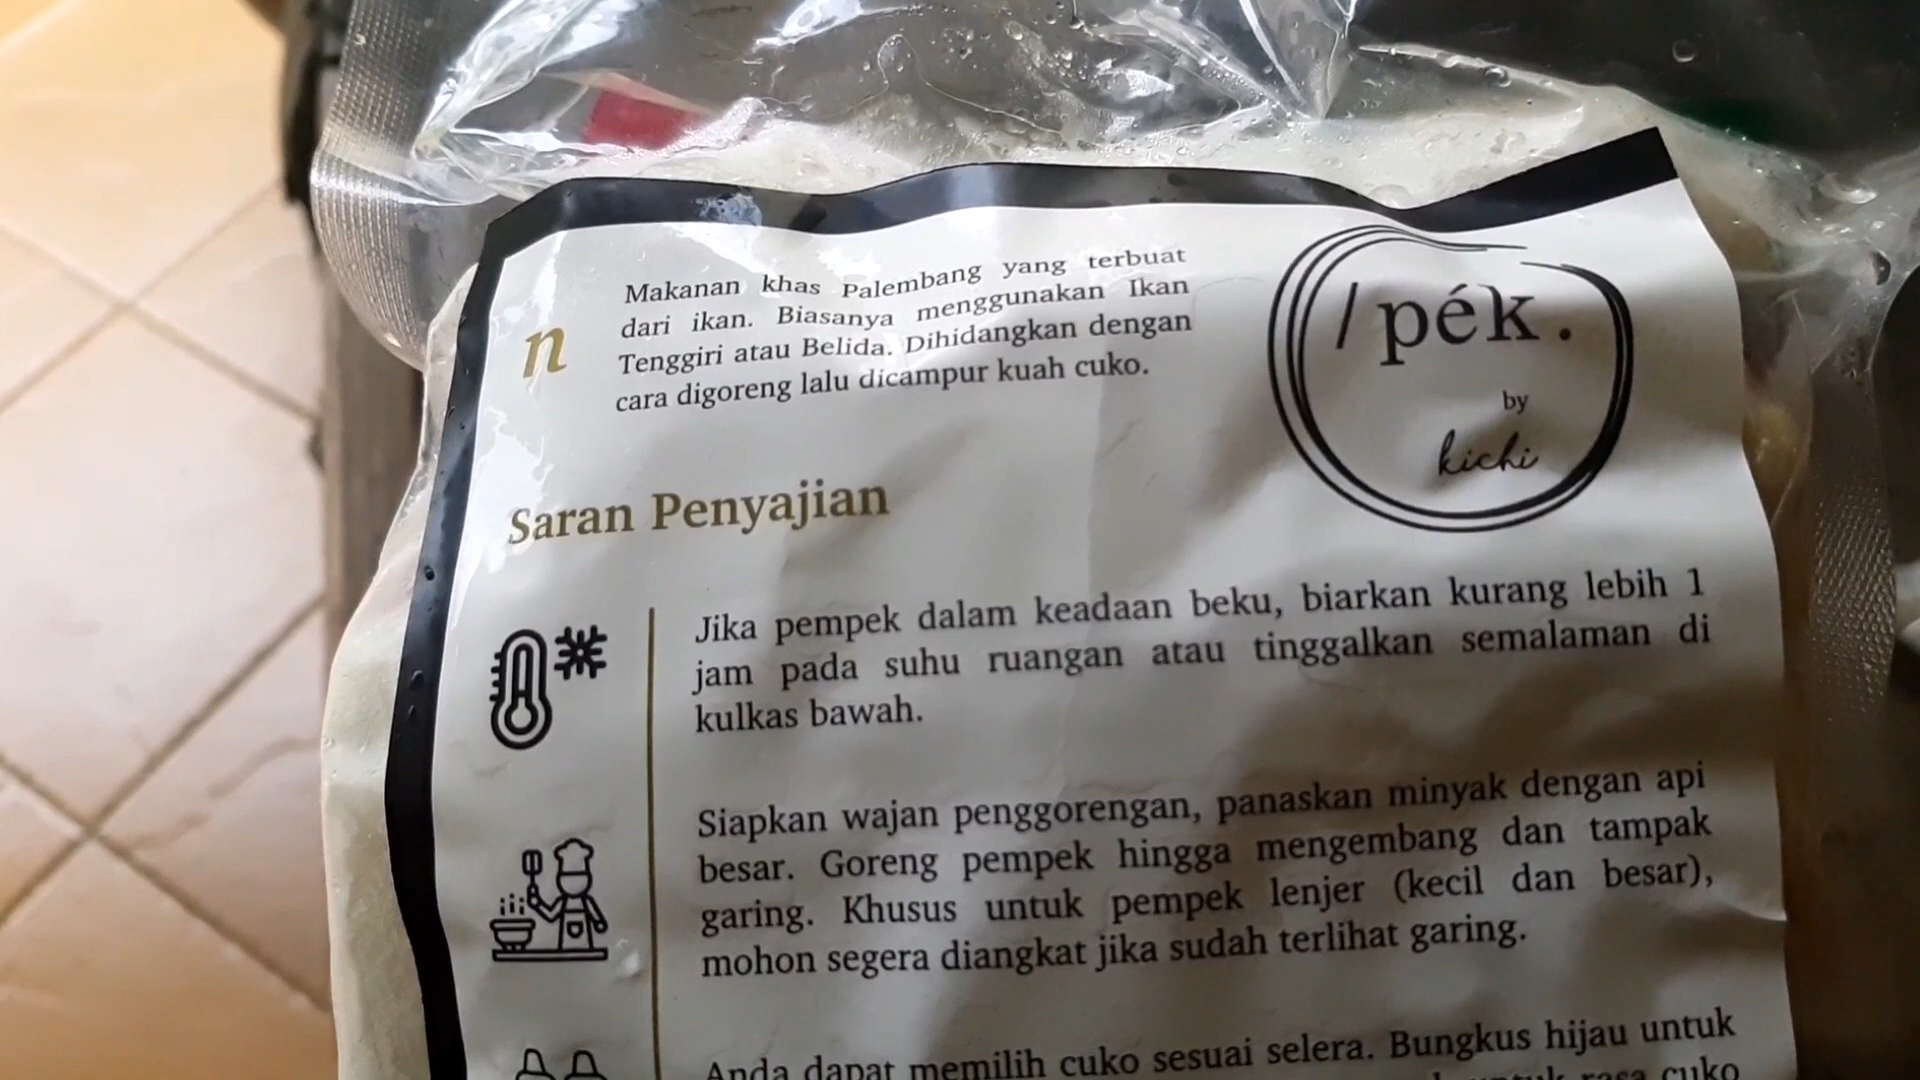 n
Makanan khas Palembang yang terbuat
dari ikan. Biasanya menggunakan Ikan
Tenggiri atau Belida. Dihidangkan dengan
cara digoreng lalu dicampur kuah cuko.
/pék.
by
kichi
Saran Penyajian
Jika pempek dalam keadaan beku, biarkan kurang lebih 1
jam pada suhu ruangan atau tinggalkan semalaman di
kulkas bawah.
Siapkan wajan penggorengan, panaskan minyak dengan api
besar. Goreng pempek hingga mengembang dan tampak
garing. Khusus untuk pempek lenjer (kecil dan besar),
mohon segera diangkat jika sudah terlihat garing.
Anda dapat memilih cuko sesuai selera. Bungkus hijau untuk
rasa cuko